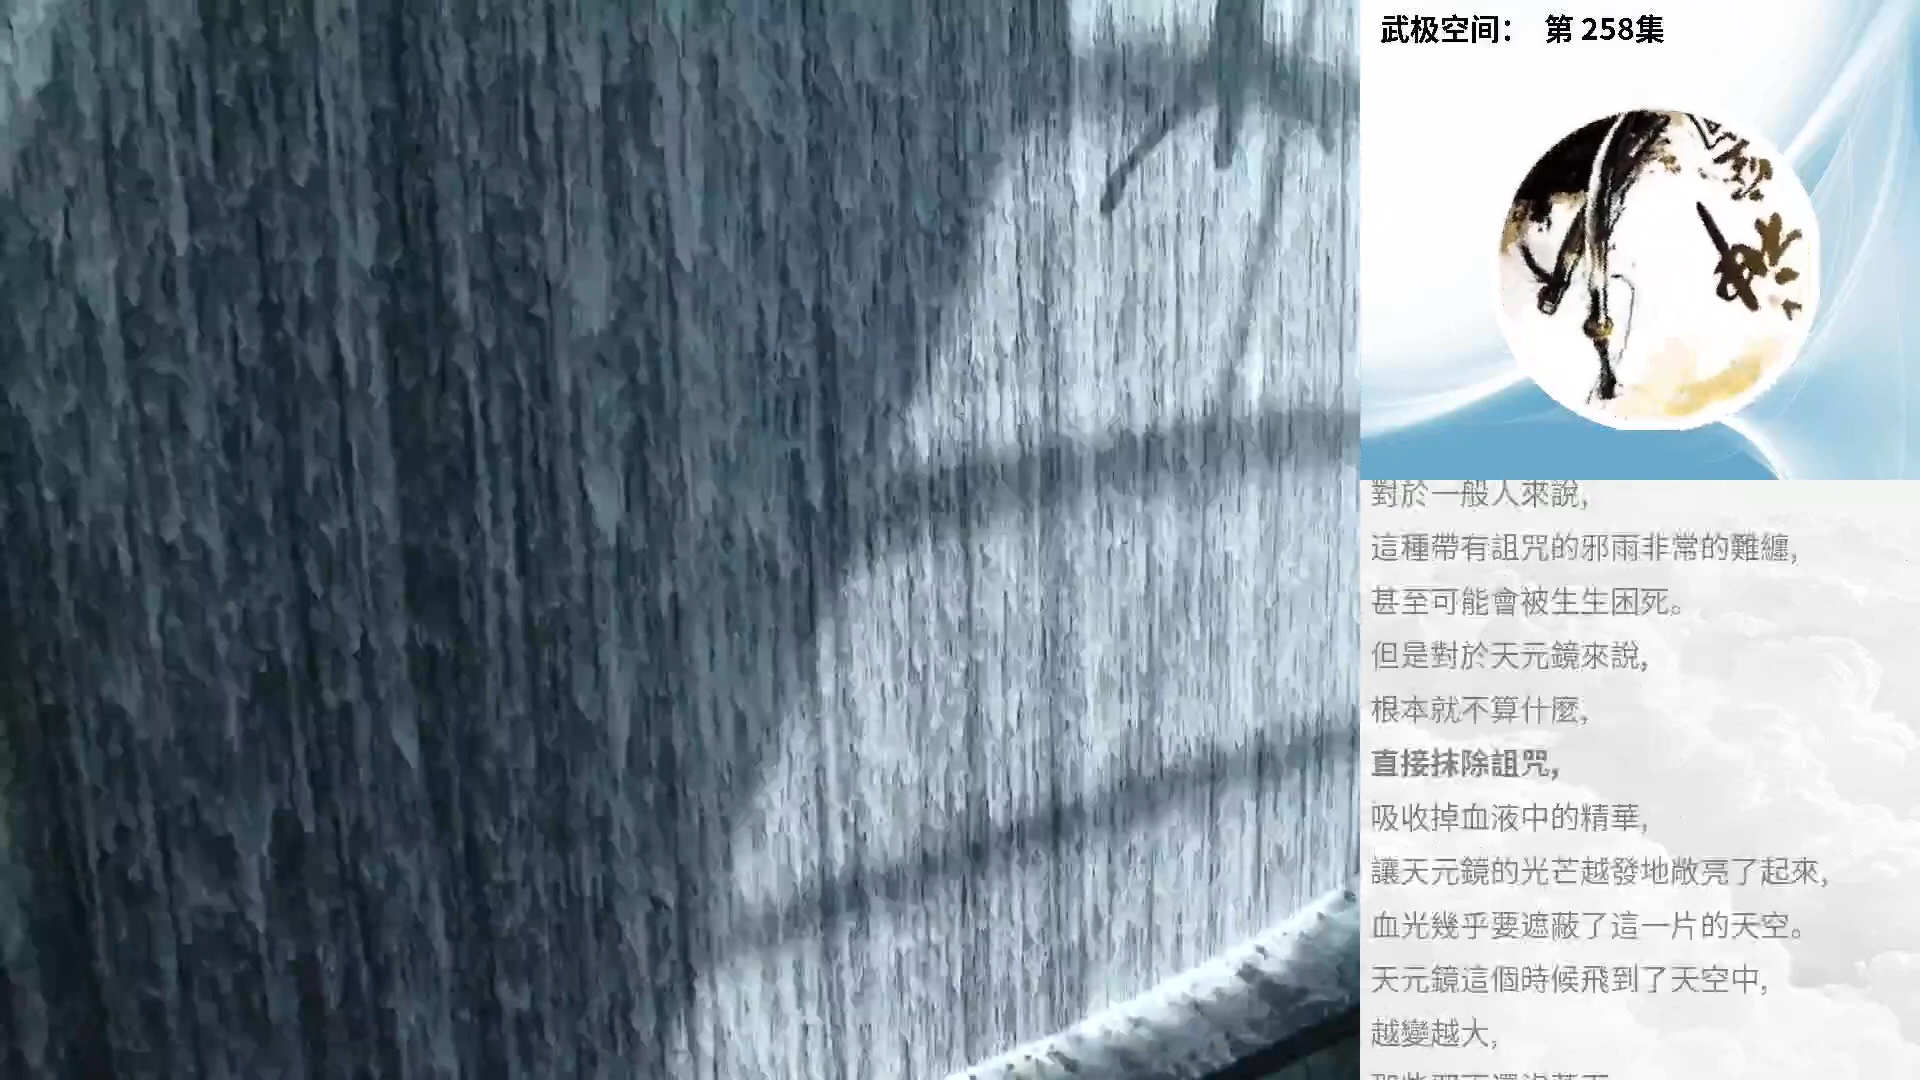 武极空间： 第 258集
對於一般人來說,
這種帶有詛咒的邪雨非常的難纏,
甚至可能會被生生困死。
但是對於天元鏡來說,
根本就不算什麼,
直接抹除詛咒,
吸收掉血液中的精華,
讓天元鏡的光芒越發地敞亮了起來,
血光幾乎要遮蔽了這一片的天空。
天元鏡這個時候飛到了天空中,
越變越大,